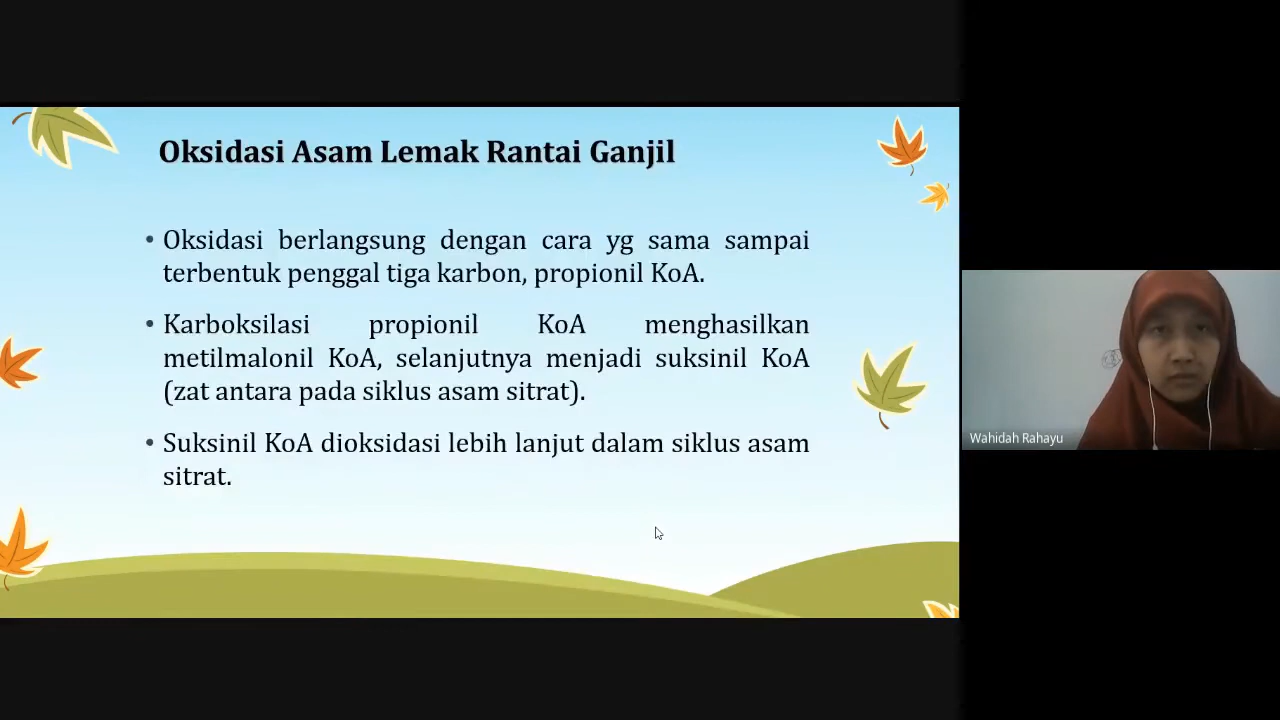 Oksidasi Asam Lemak Rantai Ganjil
• Oksidasi berlangsung dengan cara yg sama sampai
terbentuk penggal tiga karbon, propionil KoA.
• Karboksilasi propionil KoA menghasilkan
metilmalonil KoA, selanjutnya menjadi suksinil KoA
(zat antara pada siklus asam sitrat).
• Suksinil KoA dioksidasi lebih lanjut dalam siklus asam
sitrat.
Wahidah Rahayu